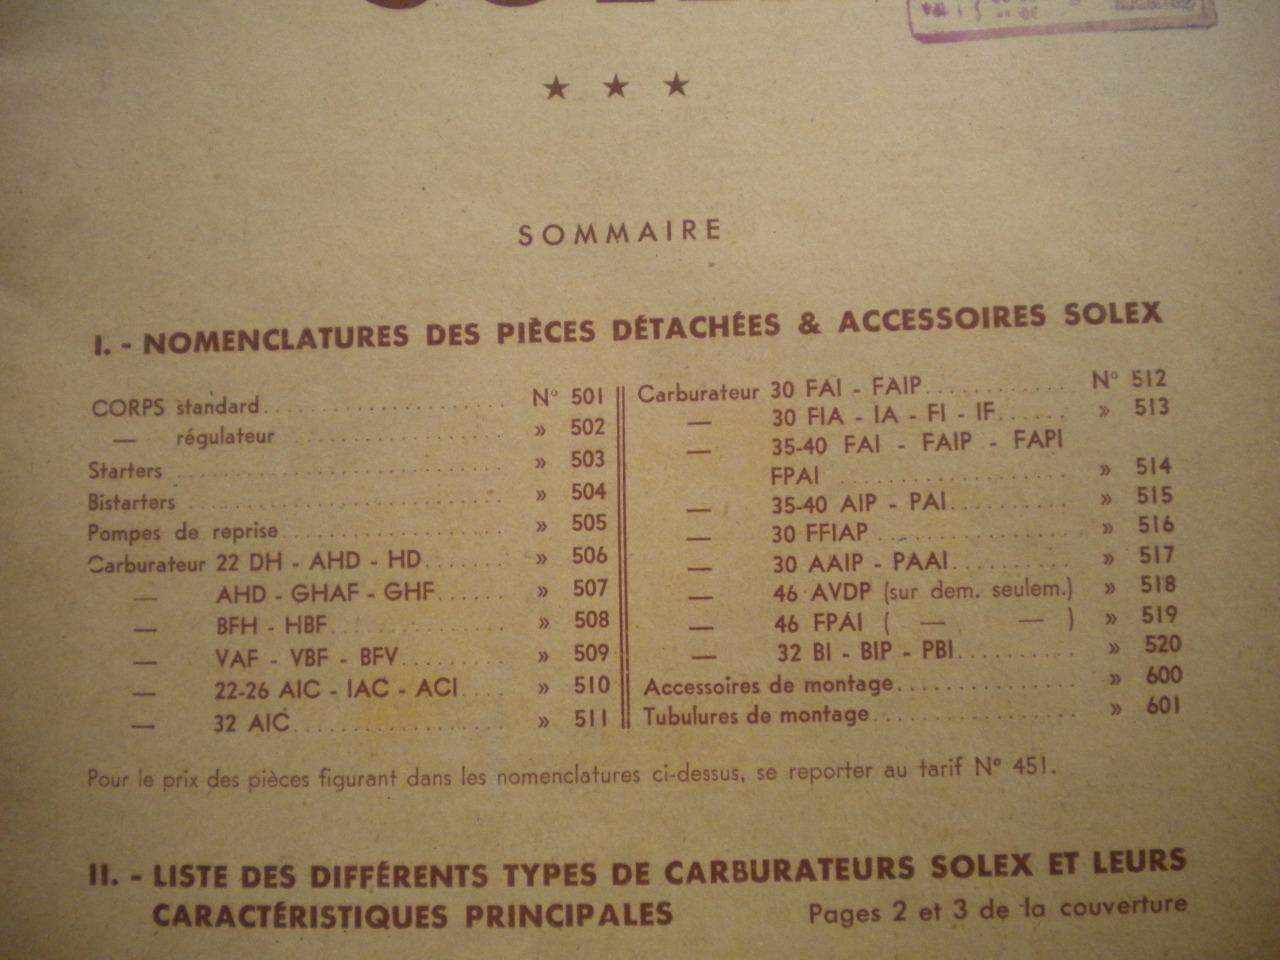 ★ ★ ★
SOMMAIRE
I. - NOMENCLATURES DES PIÈCES DÉTACHÉES & ACCESSOIRES SOLEX
CORPS standard.................... N° 501
— régulateur .................. » 502
Starters ............................ » 503
Bistarters ........................... » 504
Pompes de reprise.................. » 505
Carburateur 22 DH - AHD - HD....... » 506
— AHD - GHAF - GHF...... » 507
— BFH - HBF............. » 508
— VAF - VBF - BFV........ » 509
— 22-26 AIC - IAC - ACI.... » 510
— 32 AIC................ » 511
Carburateur 30 FAI - FAIP............ N° 512
— 30 FIA - IA - FI - IF...... » 513
— 35-40 FAI - FAIP - FAPI
FPAI ................. » 514
— 35-40 AIP - PAI.......... » 515
— 30 FFIAP ............... » 516
— 30 AAIP - PAAI.......... » 517
— 46 AVDP (sur dem. seulem.) » 518
— 46 FPAI ( — — ) » 519
— 32 BI - BIP - PBI.......... » 520
Accessoires de montage............... » 600
Tubulures de montage................. » 601
Pour le prix des pièces figurant dans les nomenclatures ci-dessus, se reporter au tarif N° 451.
II. - LISTE DES DIFFÉRENTS TYPES DE CARBURATEURS SOLEX ET LEURS
CARACTÉRISTIQUES PRINCIPALES Pages 2 et 3 de la couverture